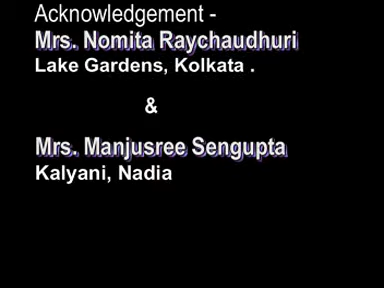 Acknowledgement -
Mrs. Nomita Raychaudhuri
Lake Gardens, Kolkata .
&
Mrs. Manjusree Sengupta
Kalyani, Nadia